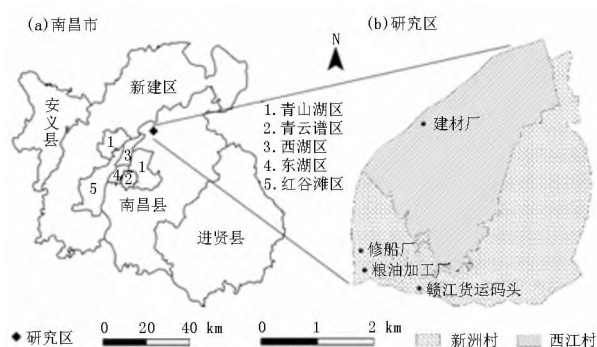 (a)南昌市
N
(b)研究区
新建区
安义县
1.青山湖区
2.青云谱区
3.西湖区
4.东湖区
5.红谷滩区
1
3
1
4
2
5
南昌县
进贤县
建材厂
修船厂
粮油加工厂
赣江货运码头
研究区
0 20 40 km
0 1 2 km
新洲村
西江村